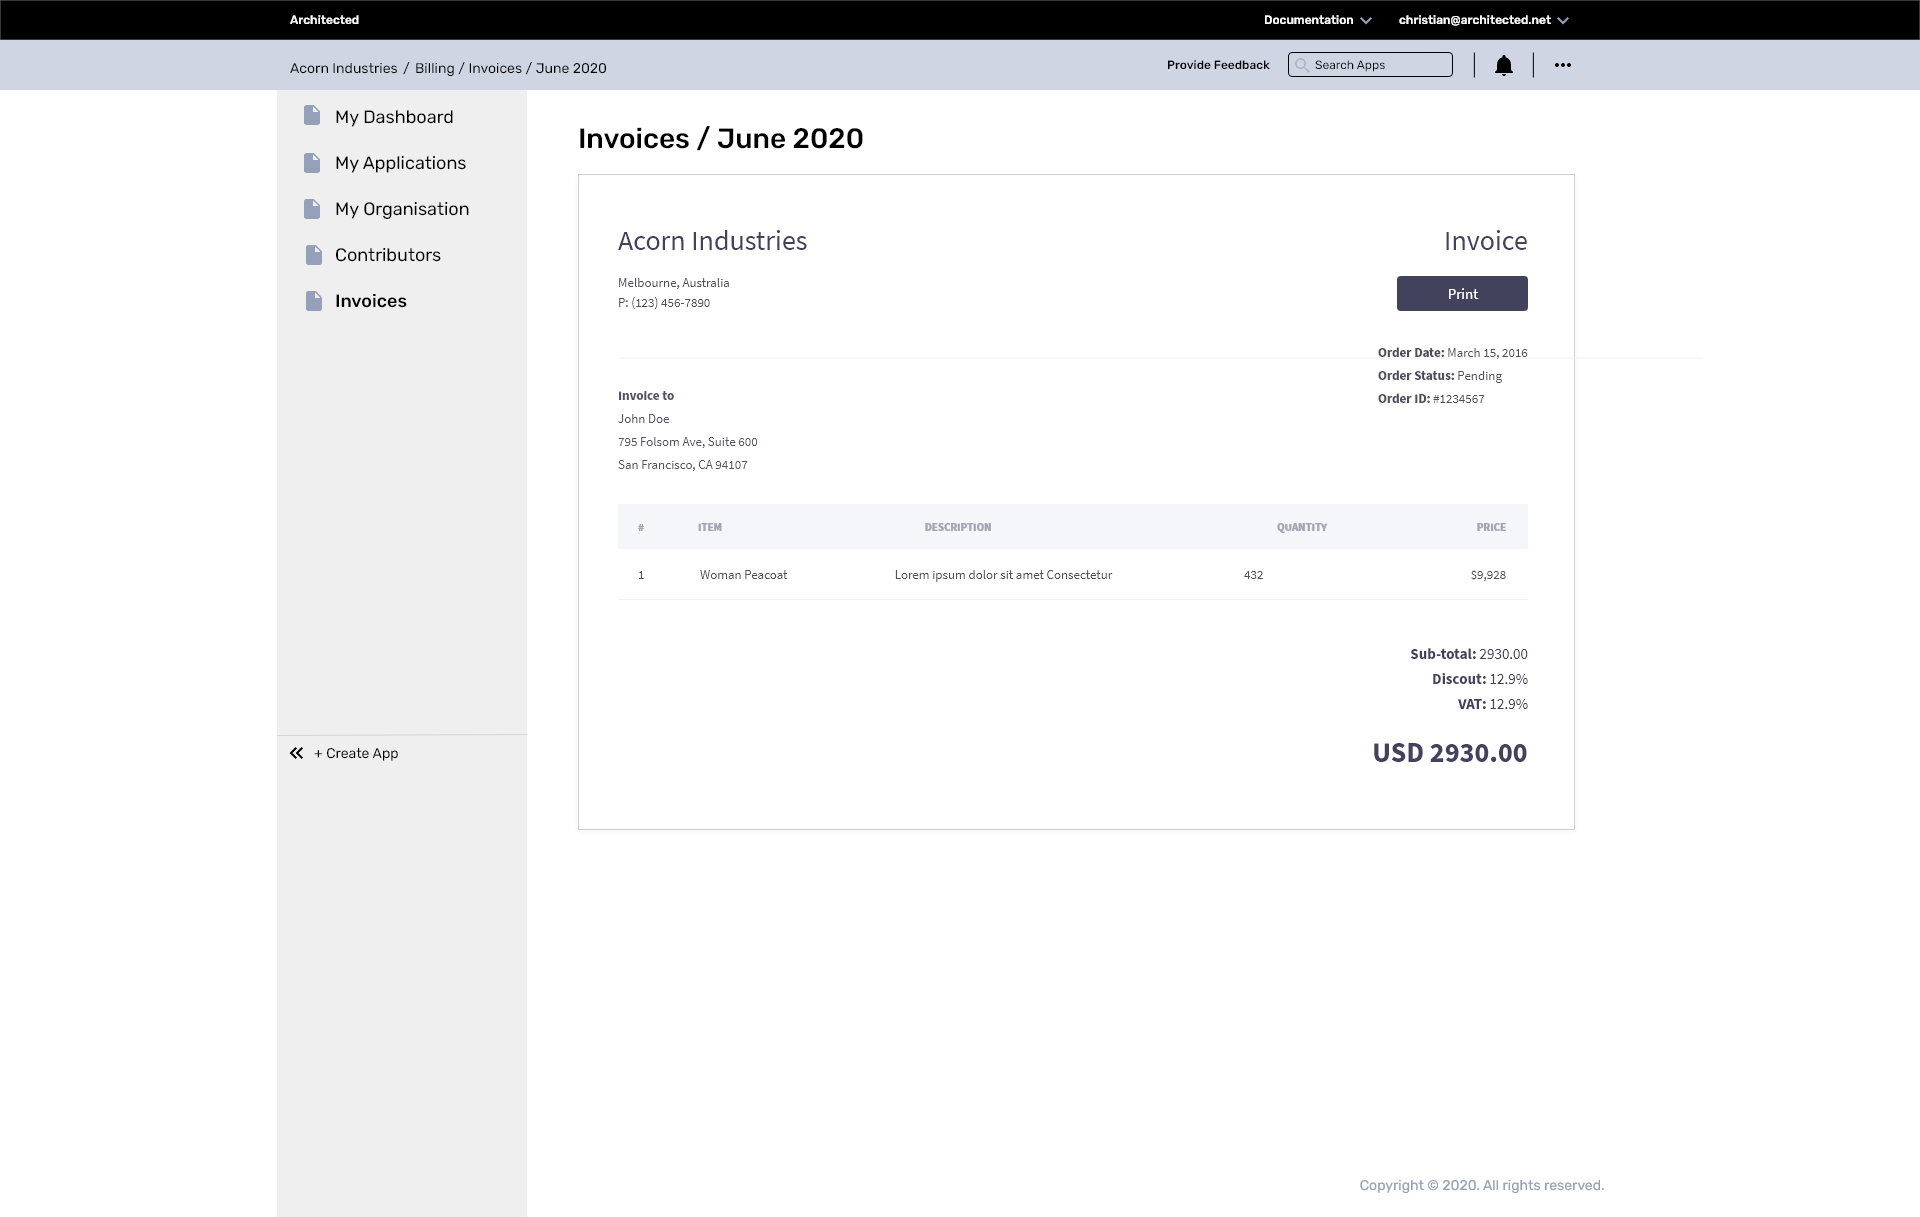 Architected
Documentation
christian@architected.net
Acorn Industries / Billing / Invoices / June 2020
Provide Feedback
Search Apps
My Dashboard
My Applications
My Organisation
Contributors
Invoices
+ Create App
Invoices / June 2020
Acorn Industries
Invoice
Melbourne, Australia
P: (123) 456-7890
Print
Order Date: March 15, 2016
Order Status: Pending
Order ID: #1234567
Invoice to
John Doe
795 Folsom Ave, Suite 600
San Francisco, CA 94107
# ITEM DESCRIPTION QUANTITY PRICE
1 Woman Peacoat Lorem ipsum dolor sit amet Consectetur 432 $9,928
Sub-total: 2930.00
Discout: 12.9%
VAT: 12.9%
USD 2930.00
Copyright © 2020. All rights reserved.